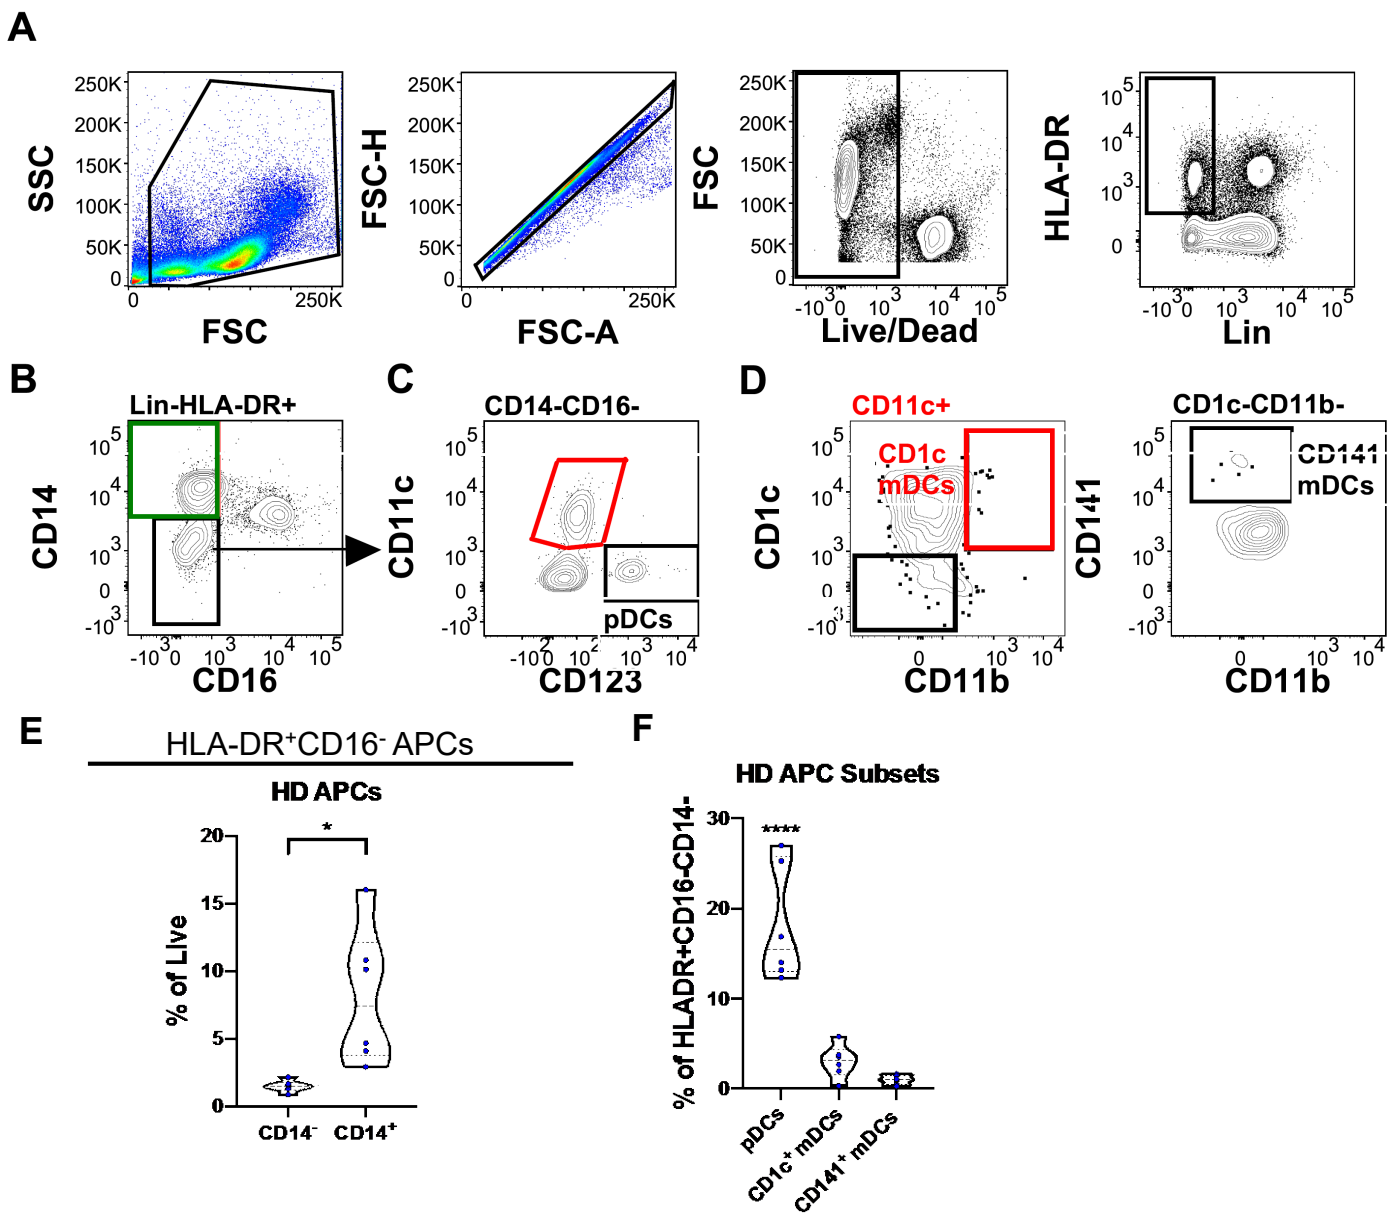 A
SSC
250K
200K
150K
100K
50K
0
0
250K
FSC
FSC-H
250K
200K
150K
100K
50K
0
0
250K
FSC-A
FSC
250K
200K
150K
100K
50K
0
-10³ 0 10³ 10⁴ 10⁵
Live/Dead
HLA-DR
10⁵
10⁴
10³
0
-10³ 0 10³ 10⁴ 10⁵
Lin
B
Lin-HLA-DR+
CD14
10⁵
10⁴
10³
0
-10³
-10³ 0 10³ 10⁴ 10⁵
CD16
C
CD14-CD16-
CD11c
10⁵
10⁴
10³
0
-10³
pDCs
-10² 0 10² 10³ 10⁴
CD123
D
CD11c+
CD1c
mDCs
CD1c
10⁵
10⁴
10³
0
-10³
0 10³ 10⁴
CD11b
CD1c-CD11b-
CD141
mDCs
CD141
10⁵
10⁴
10³
0
-10³
0 10³ 10⁴
CD11b
E
HLA-DR⁺CD16⁻ APCs
HD APCs
*
% of Live
20
15
10
5
0
CD14⁻ CD14⁺
F
HD APC Subsets
****
% of HLADR+CD16-CD14-
30
20
10
0
pDCs
CD1c⁺ mDCs
CD141⁺ mDCs